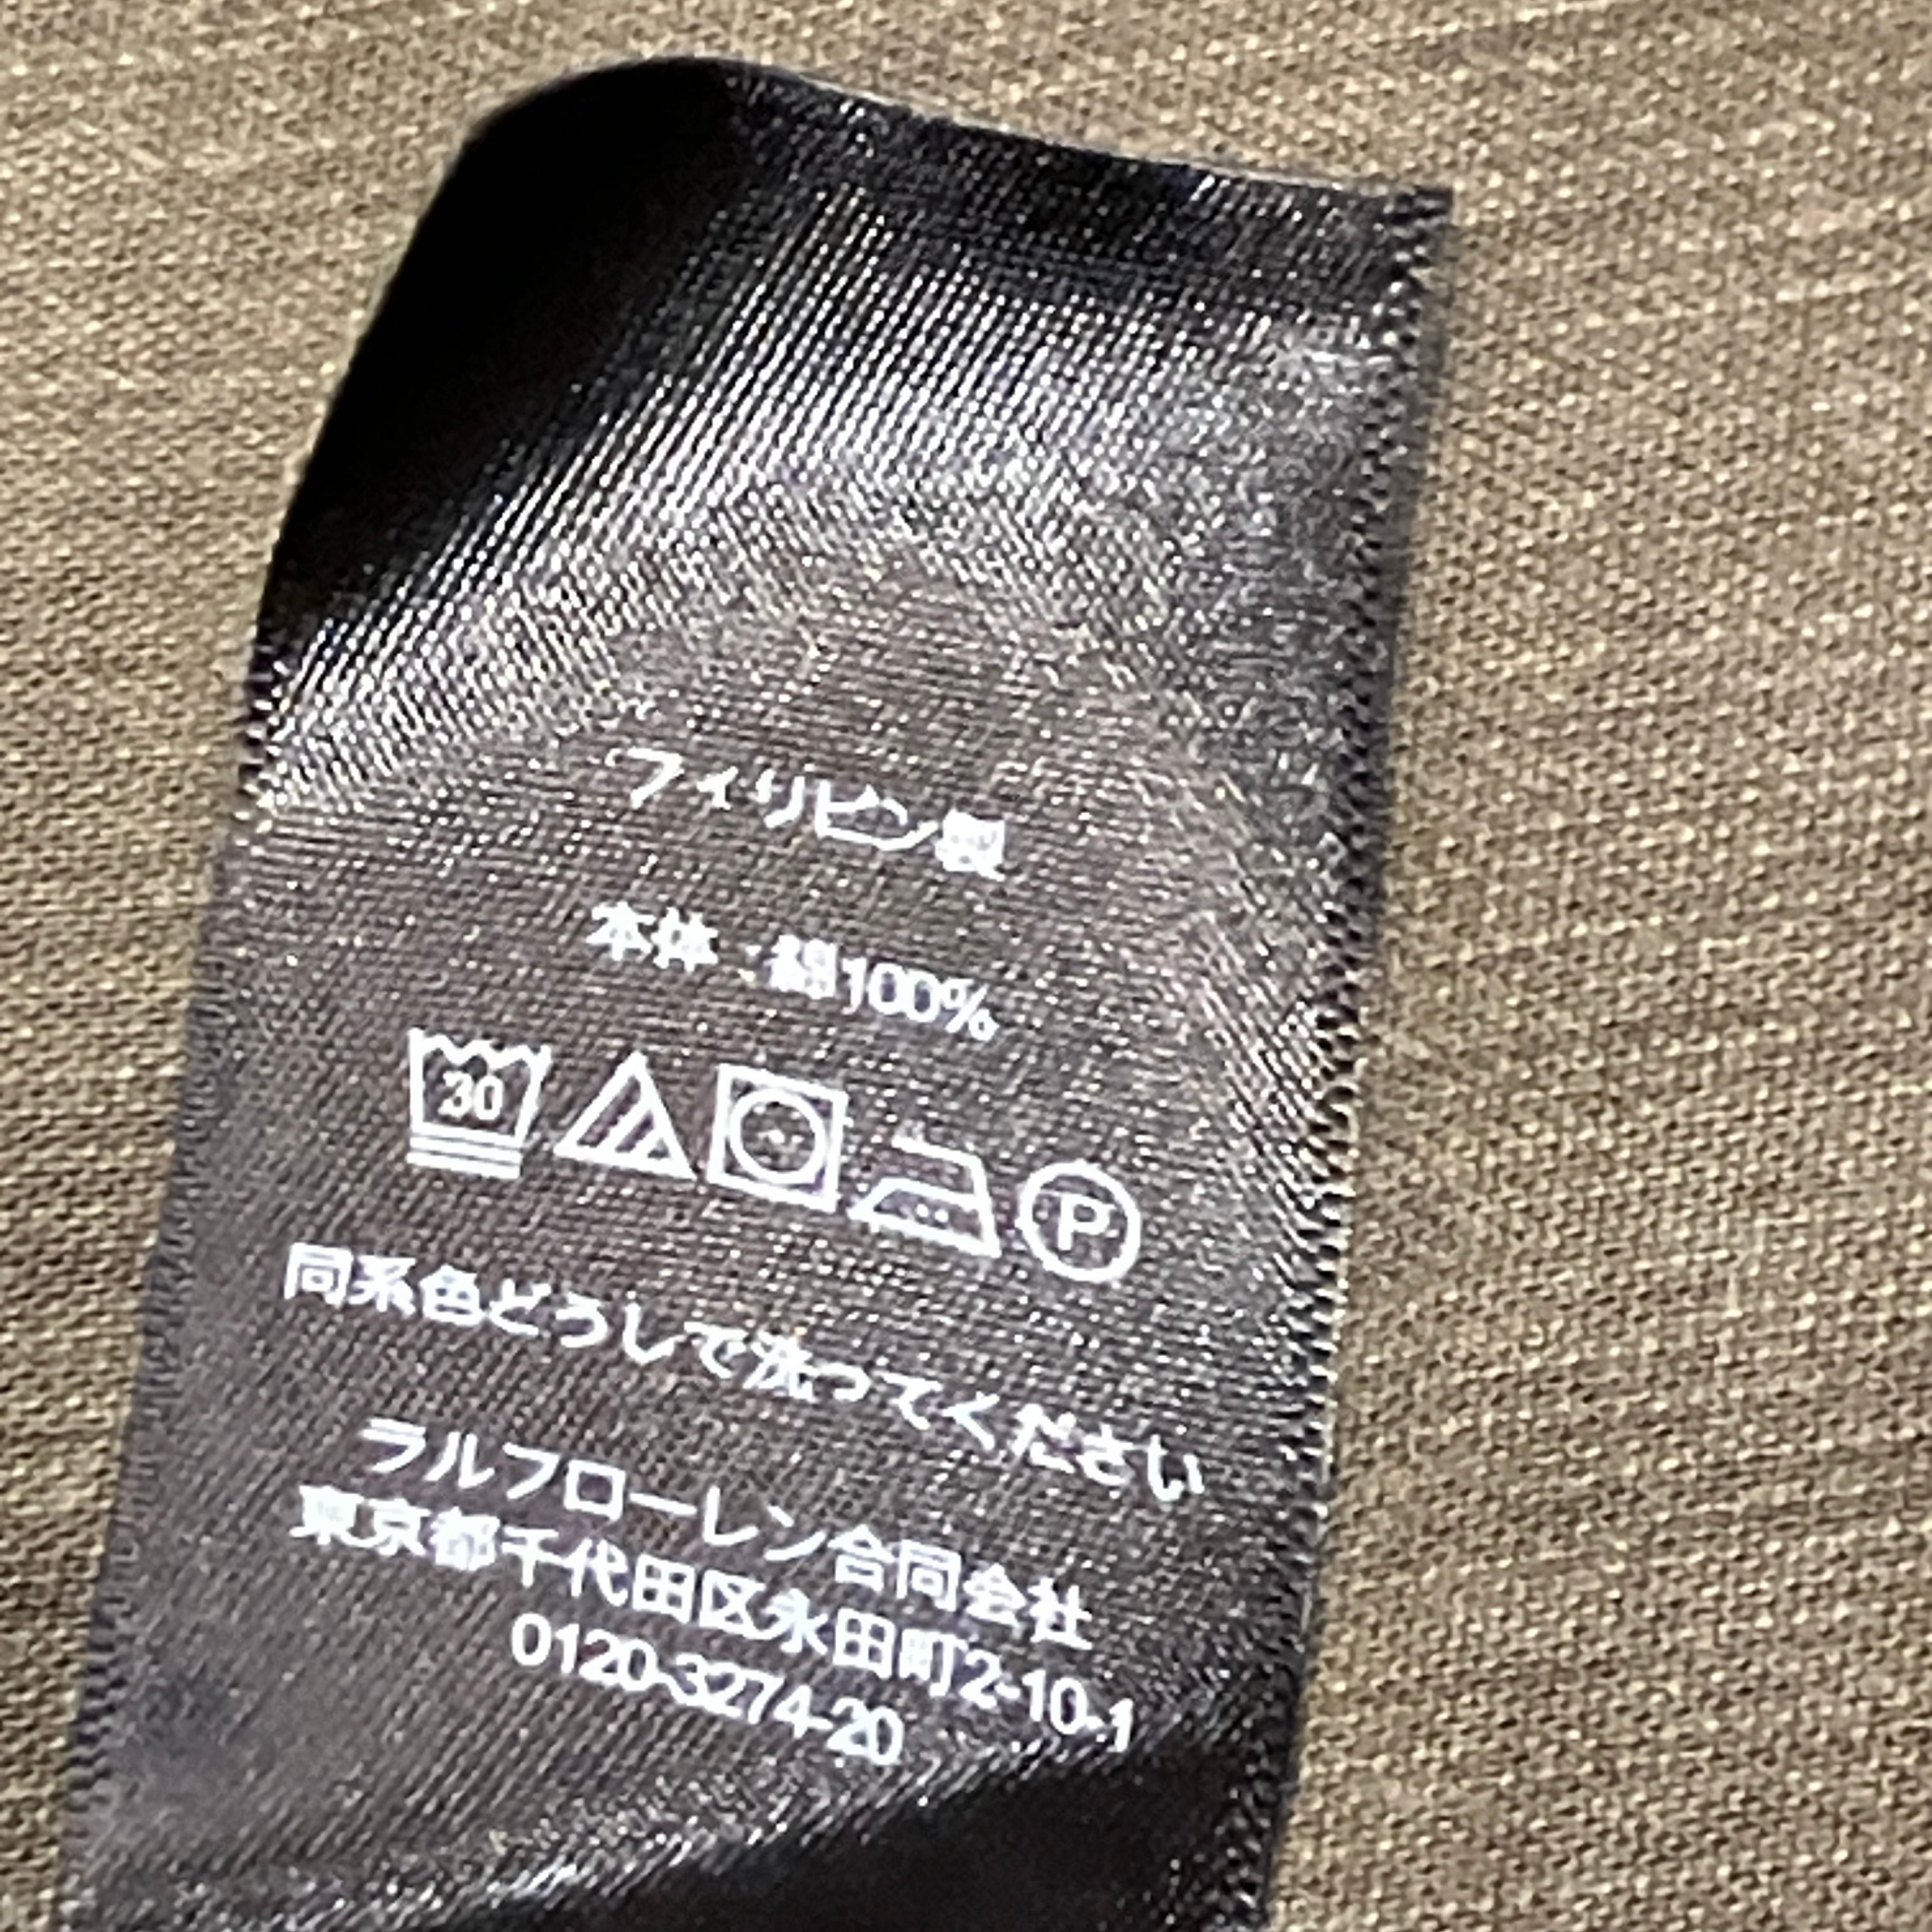 フィリピン製
本体:綿100%
30
P
同系色どうしで洗ってください
ラルフローレン合同会社
東京都千代田区永田町2-10-1
0120-3274-20